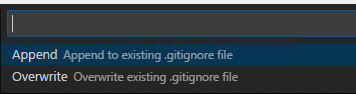 Append Append to existing .gitignore file
Overwrite Overwrite existing .gitignore file